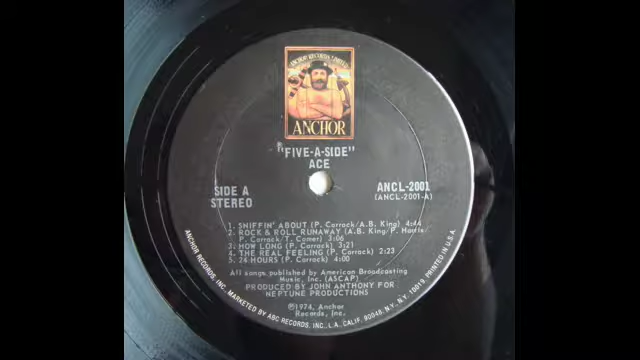 ANCHOR RECORDS LIMITED
ANCHOR
"FIVE-A-SIDE"
ACE
SIDE A
STEREO
ANCL-2001
(ANCL-2001-A)
1. SNIFFIN' ABOUT (P. Carrack/A.B. King) 4:44
2. ROCK & ROLL RUNAWAY (A.B. King/P. Harris/
P. Carrack/T. Comer) 3:06
3. HOW LONG (P. Carrack) 3:21
4. THE REAL FEELING (P. Carrack) 2:23
5. 24 HOURS (P. Carrack) 4:00
All songs published by American Broadcasting
Music, Inc. (ASCAP)
PRODUCED BY JOHN ANTHONY FOR
NEPTUNE PRODUCTIONS
℗1974, Anchor
Records, Inc.
ANCHOR RECORDS, INC., MARKETED BY ABC RECORDS, INC., L.A., CALIF. 90048, N.Y., N.Y. 10019. PRINTED IN U.S.A.